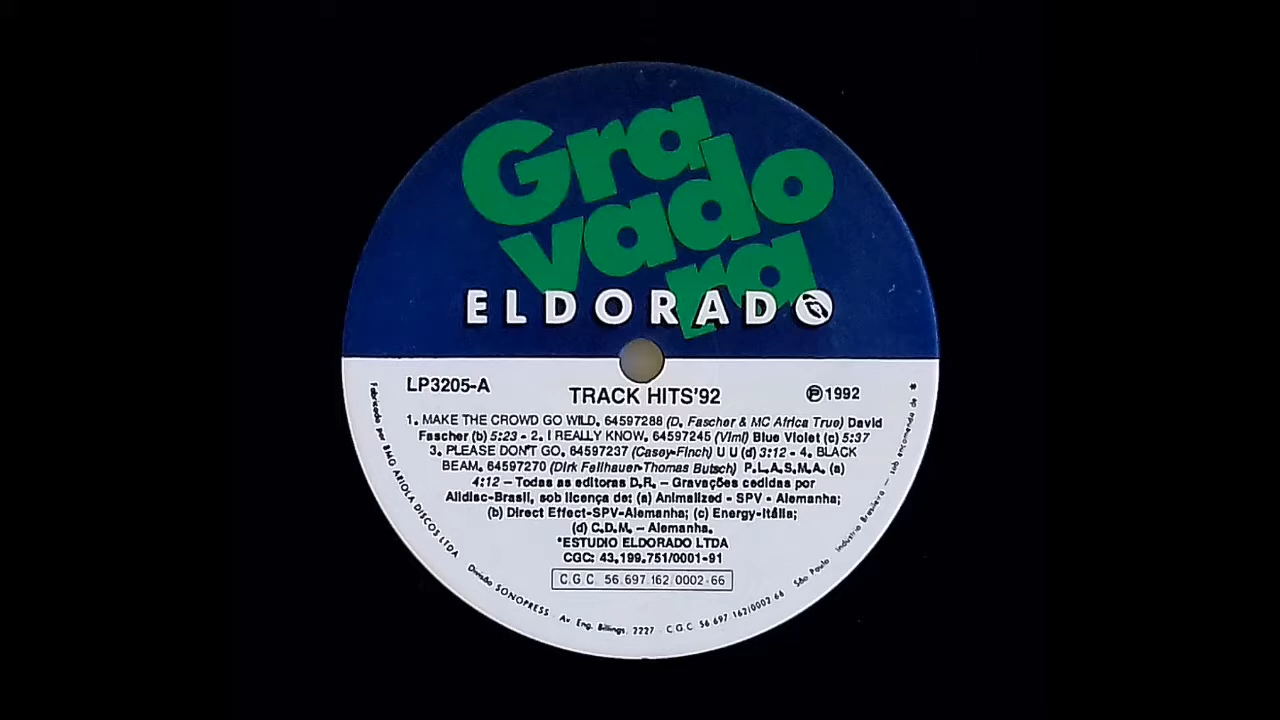 Gra
vado
ra
ELDORADO
LP3205-A
TRACK HITS'92
Ⓟ1992
1. MAKE THE CROWD GO WILD. 64597288 (D. Fascher & MC Africa True) David
Fascher (b) 5:23 - 2. I REALLY KNOW. 64597245 (Vimi) Blue Violet (c) 5:37
3. PLEASE DON'T GO. 64597237 (Casey-Finch) U U (d) 3:12 - 4. BLACK
BEAM. 64597270 (Dirk Fellhauer-Thomas Butsch) P.L.A.S.M.A. (a)
4:12 – Todas as editoras D.R. – Gravações cedidas por
Alldisc-Brasil, sob licença de: (a) Animalized - SPV - Alemanha;
(b) Direct Effect-SPV-Alemanha; (c) Energy-Itália;
(d) C.D.M. – Alemanha.
*ESTUDIO ELDORADO LTDA
CGC: 43.199.751/0001-91
C G C 56 697 162 0002-66
Fabricado por BMG ARIOLA DISCOS LTDA Divisão SONOPRESS Av. Eng. Billings, 2227 - C.G.C. 56 697 162/0002 66 São Paulo Indústria Brasileira – sob encomenda de *